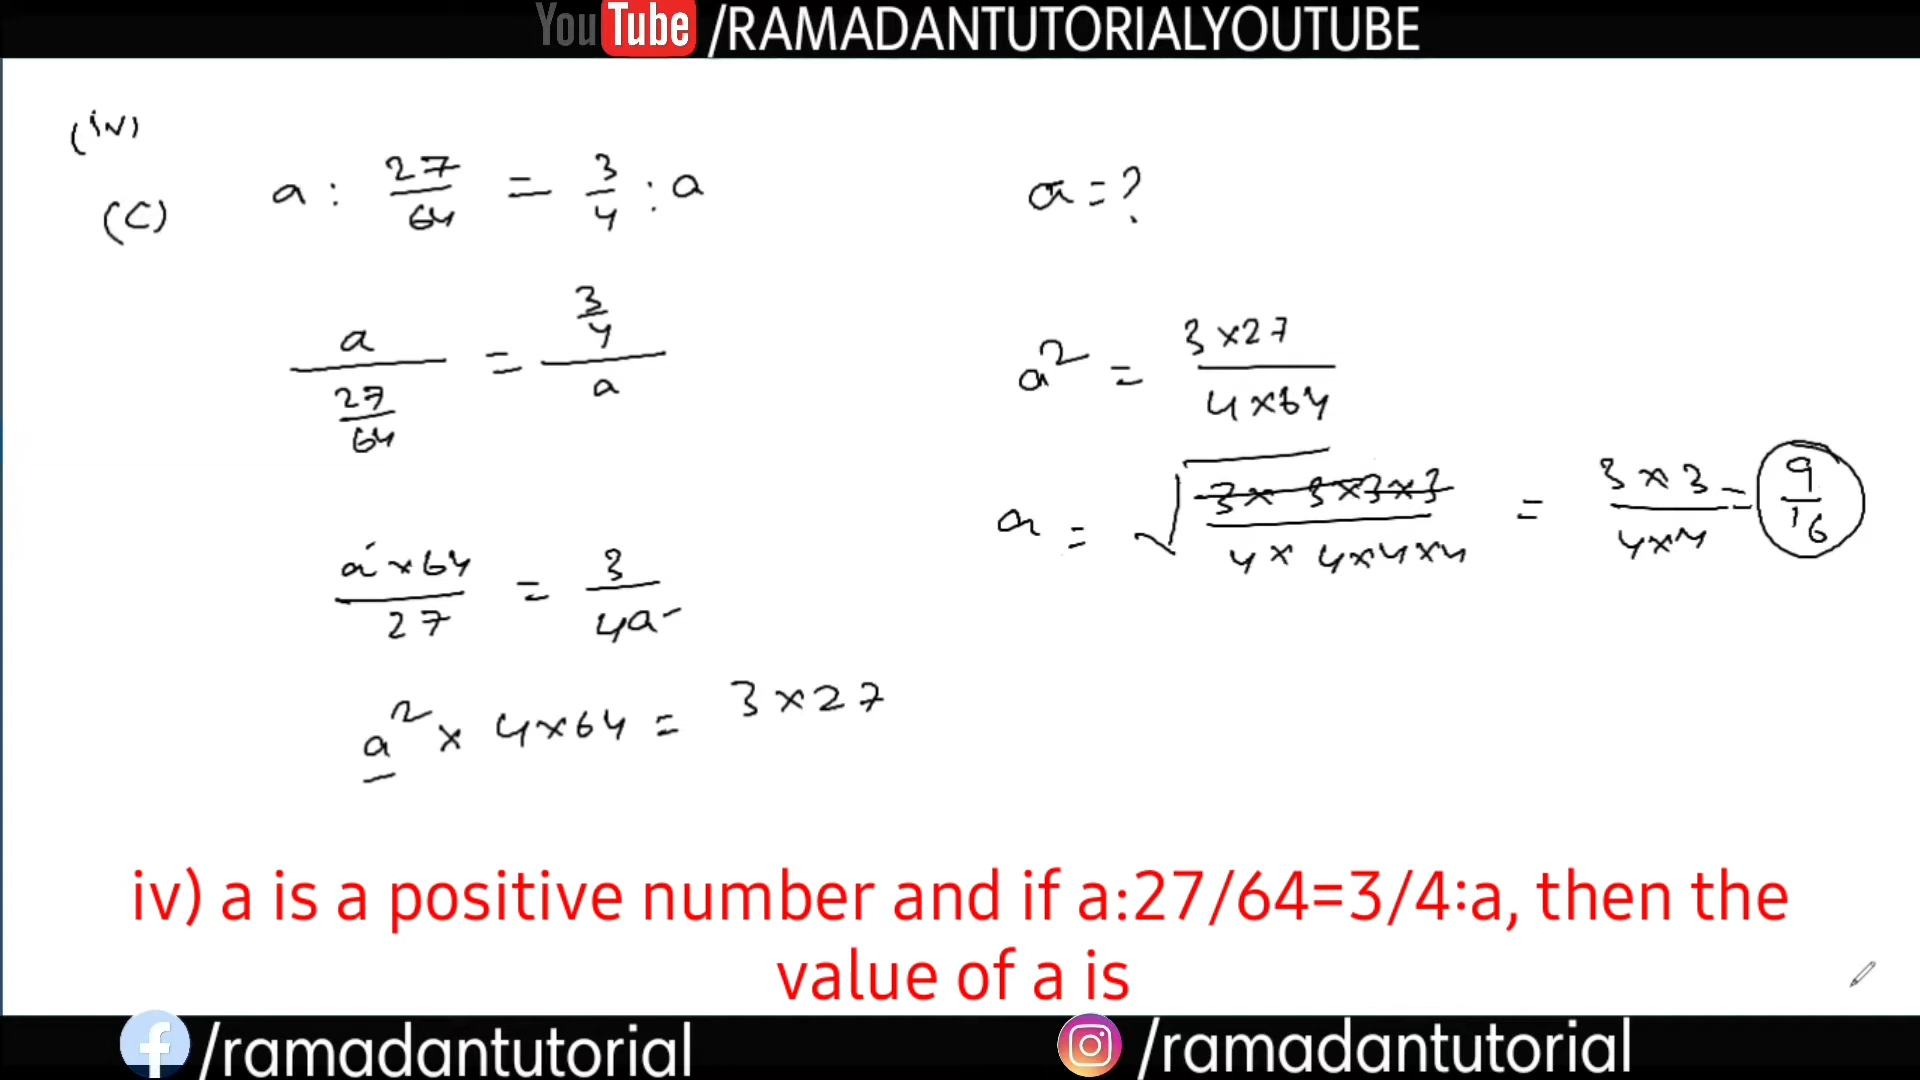 YouTube /RAMADANTUTORIALYOUTUBE
(iv)
(C) a : 27/64 = 3/4 : a
a = ?
a / (27/64) = (3/4) / a
a × 64 / 27 = 3 / 4a
a² × 4×64 = 3×27
a² = 3×27 / 4×64
a = √(3× 3×3×3 / 4× 4×4×4) = 3×3 / 4×4 = 9/16
iv) a is a positive number and if a:27/64=3/4:a, then the
value of a is
/ramadantutorial
/ramadantutorial